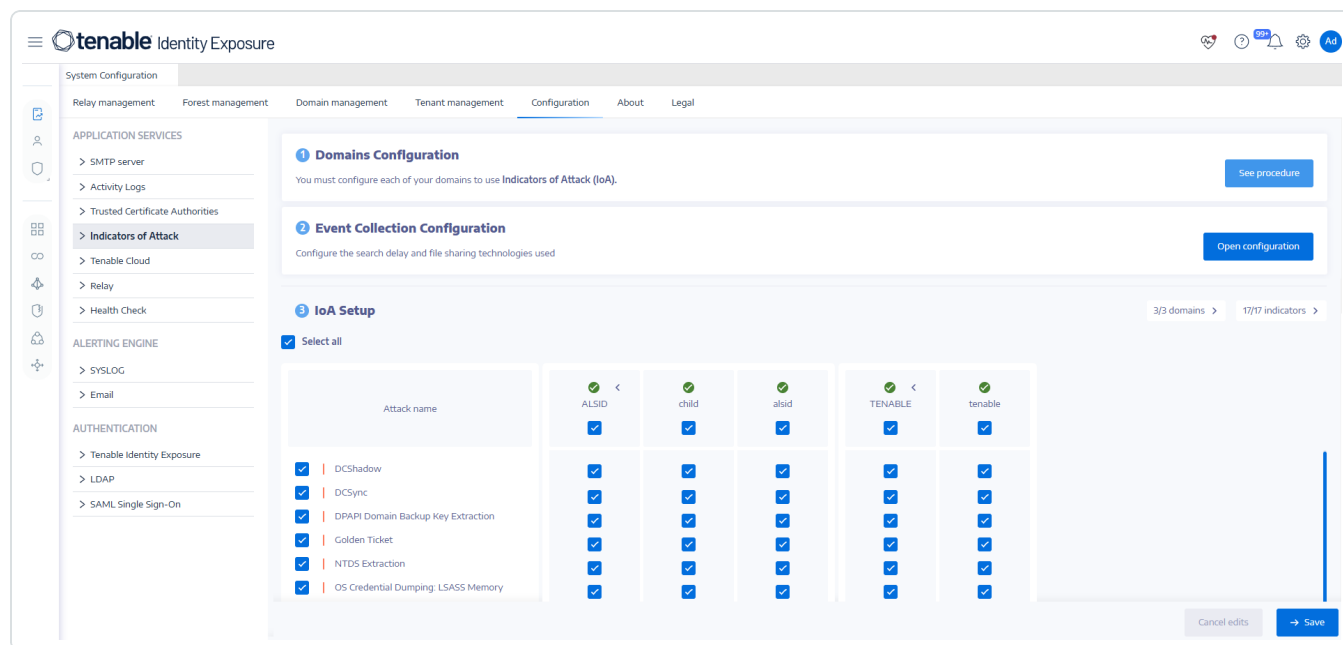 tenable Identity Exposure
99+
Ad
System Configuration
Relay management Forest management Domain management Tenant management Configuration About Legal
APPLICATION SERVICES
SMTP server
Activity Logs
Trusted Certificate Authorities
Indicators of Attack
Tenable Cloud
Relay
Health Check
ALERTING ENGINE
SYSLOG
Email
AUTHENTICATION
Tenable Identity Exposure
LDAP
SAML Single Sign-On
1 Domains Configuration
You must configure each of your domains to use Indicators of Attack (IoA).
See procedure
2 Event Collection Configuration
Configure the search delay and file sharing technologies used
Open configuration
3 IoA Setup
3/3 domains
17/17 indicators
Select all
Attack name
ALSID child alsid TENABLE tenable
DCShadow
DCSync
DPAPI Domain Backup Key Extraction
Golden Ticket
NTDS Extraction
OS Credential Dumping: LSASS Memory
Cancel edits
Save